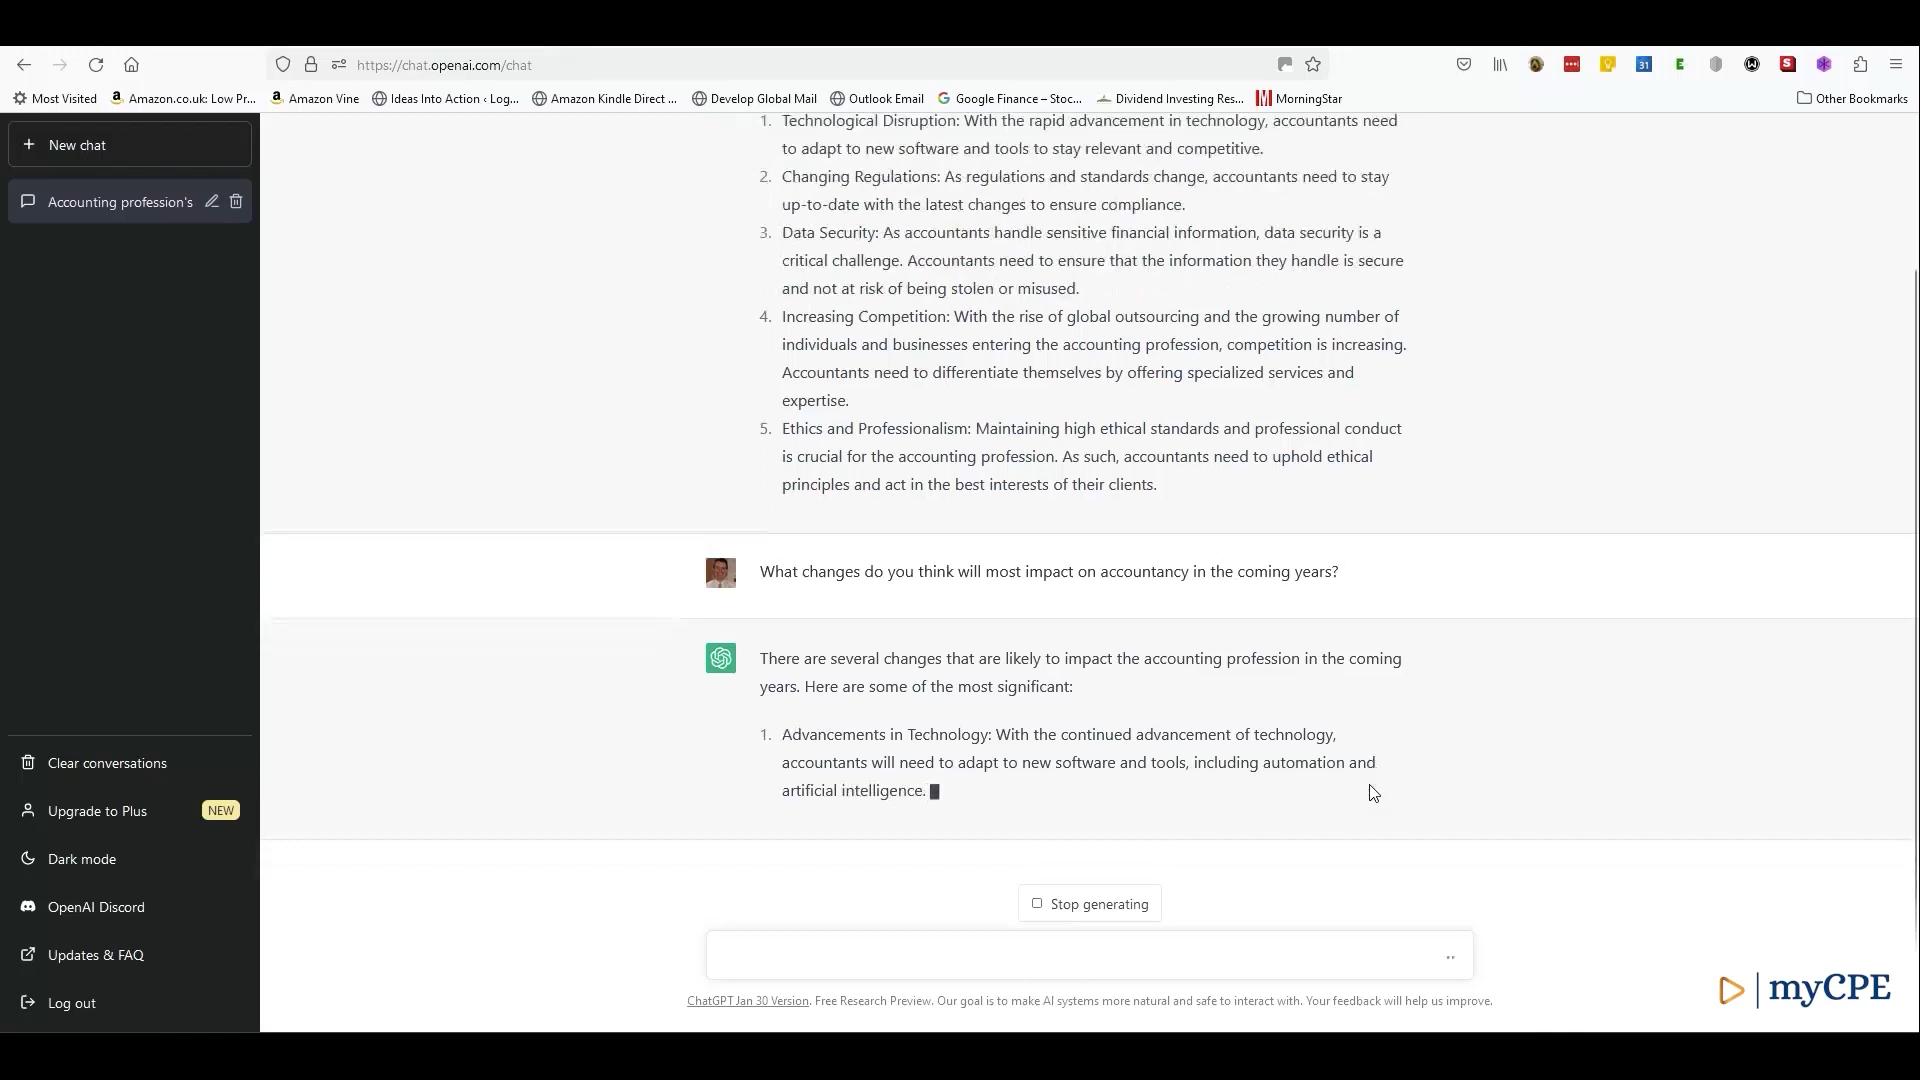 https://chat.openai.com/chat
31
Most Visited
Amazon.co.uk: Low Pr...
Amazon Vine
Ideas Into Action ‹ Log...
Amazon Kindle Direct ...
Develop Global Mail
Outlook Email
Google Finance – Stoc...
Dividend Investing Res...
MorningStar
Other Bookmarks
New chat
Accounting profession's
1. Technological Disruption: With the rapid advancement in technology, accountants need
to adapt to new software and tools to stay relevant and competitive.
2. Changing Regulations: As regulations and standards change, accountants need to stay
up-to-date with the latest changes to ensure compliance.
3. Data Security: As accountants handle sensitive financial information, data security is a
critical challenge. Accountants need to ensure that the information they handle is secure
and not at risk of being stolen or misused.
4. Increasing Competition: With the rise of global outsourcing and the growing number of
individuals and businesses entering the accounting profession, competition is increasing.
Accountants need to differentiate themselves by offering specialized services and
expertise.
5. Ethics and Professionalism: Maintaining high ethical standards and professional conduct
is crucial for the accounting profession. As such, accountants need to uphold ethical
principles and act in the best interests of their clients.
What changes do you think will most impact on accountancy in the coming years?
There are several changes that are likely to impact the accounting profession in the coming
years. Here are some of the most significant:
1. Advancements in Technology: With the continued advancement of technology,
accountants will need to adapt to new software and tools, including automation and
artificial intelligence.
Clear conversations
Upgrade to Plus
NEW
Dark mode
OpenAI Discord
Updates & FAQ
Log out
Stop generating
ChatGPT Jan 30 Version. Free Research Preview. Our goal is to make AI systems more natural and safe to interact with. Your feedback will help us improve.
myCPE